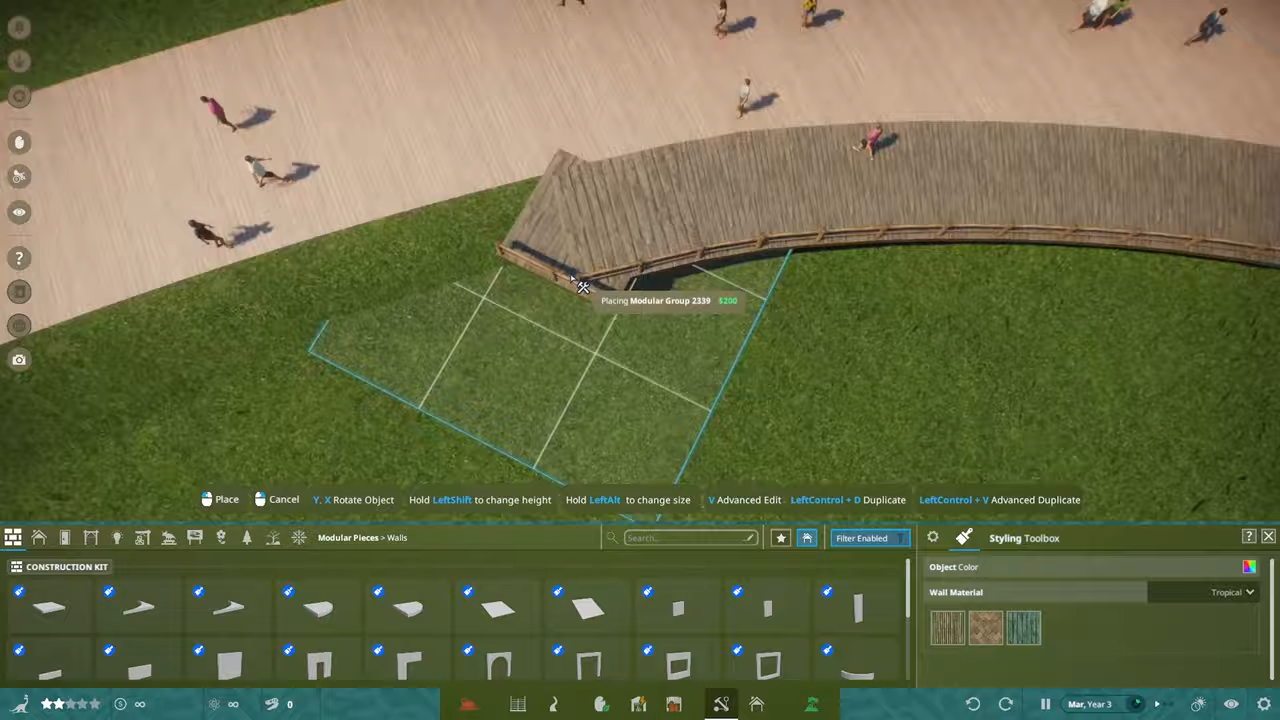 Placing Modular Group 2339 $200
Place Cancel Y, X Rotate Object Hold LeftShift to change height Hold LeftAlt to change size V Advanced Edit LeftControl + D Duplicate LeftControl + V Advanced Duplicate
Modular Pieces > Walls Search... Filter Enabled Styling Toolbox ?
CONSTRUCTION KIT Object Color
Wall Material Tropical
∞ ∞ 0 Mar, Year 3